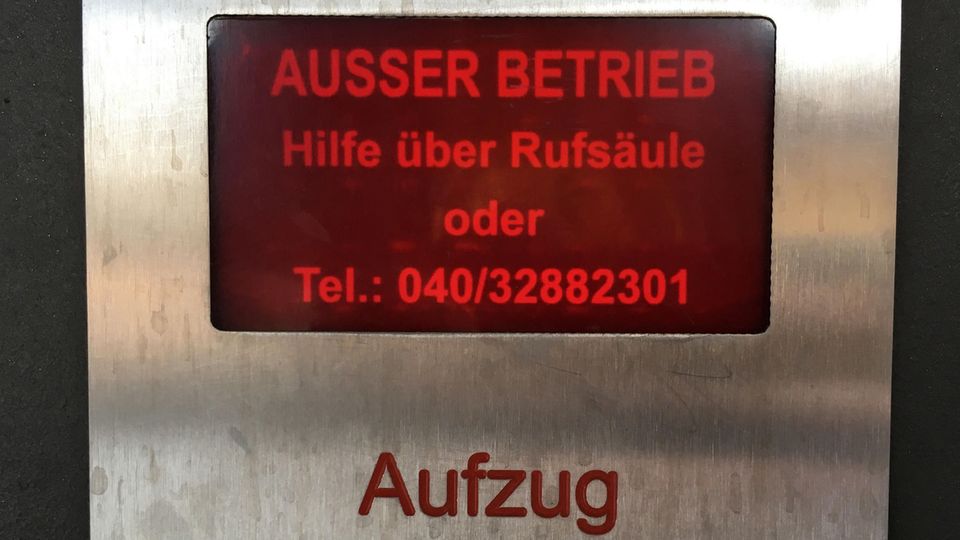 AUSSER BETRIEB
Hilfe über Rufsäule
oder
Tel.: 040/32882301
Aufzug